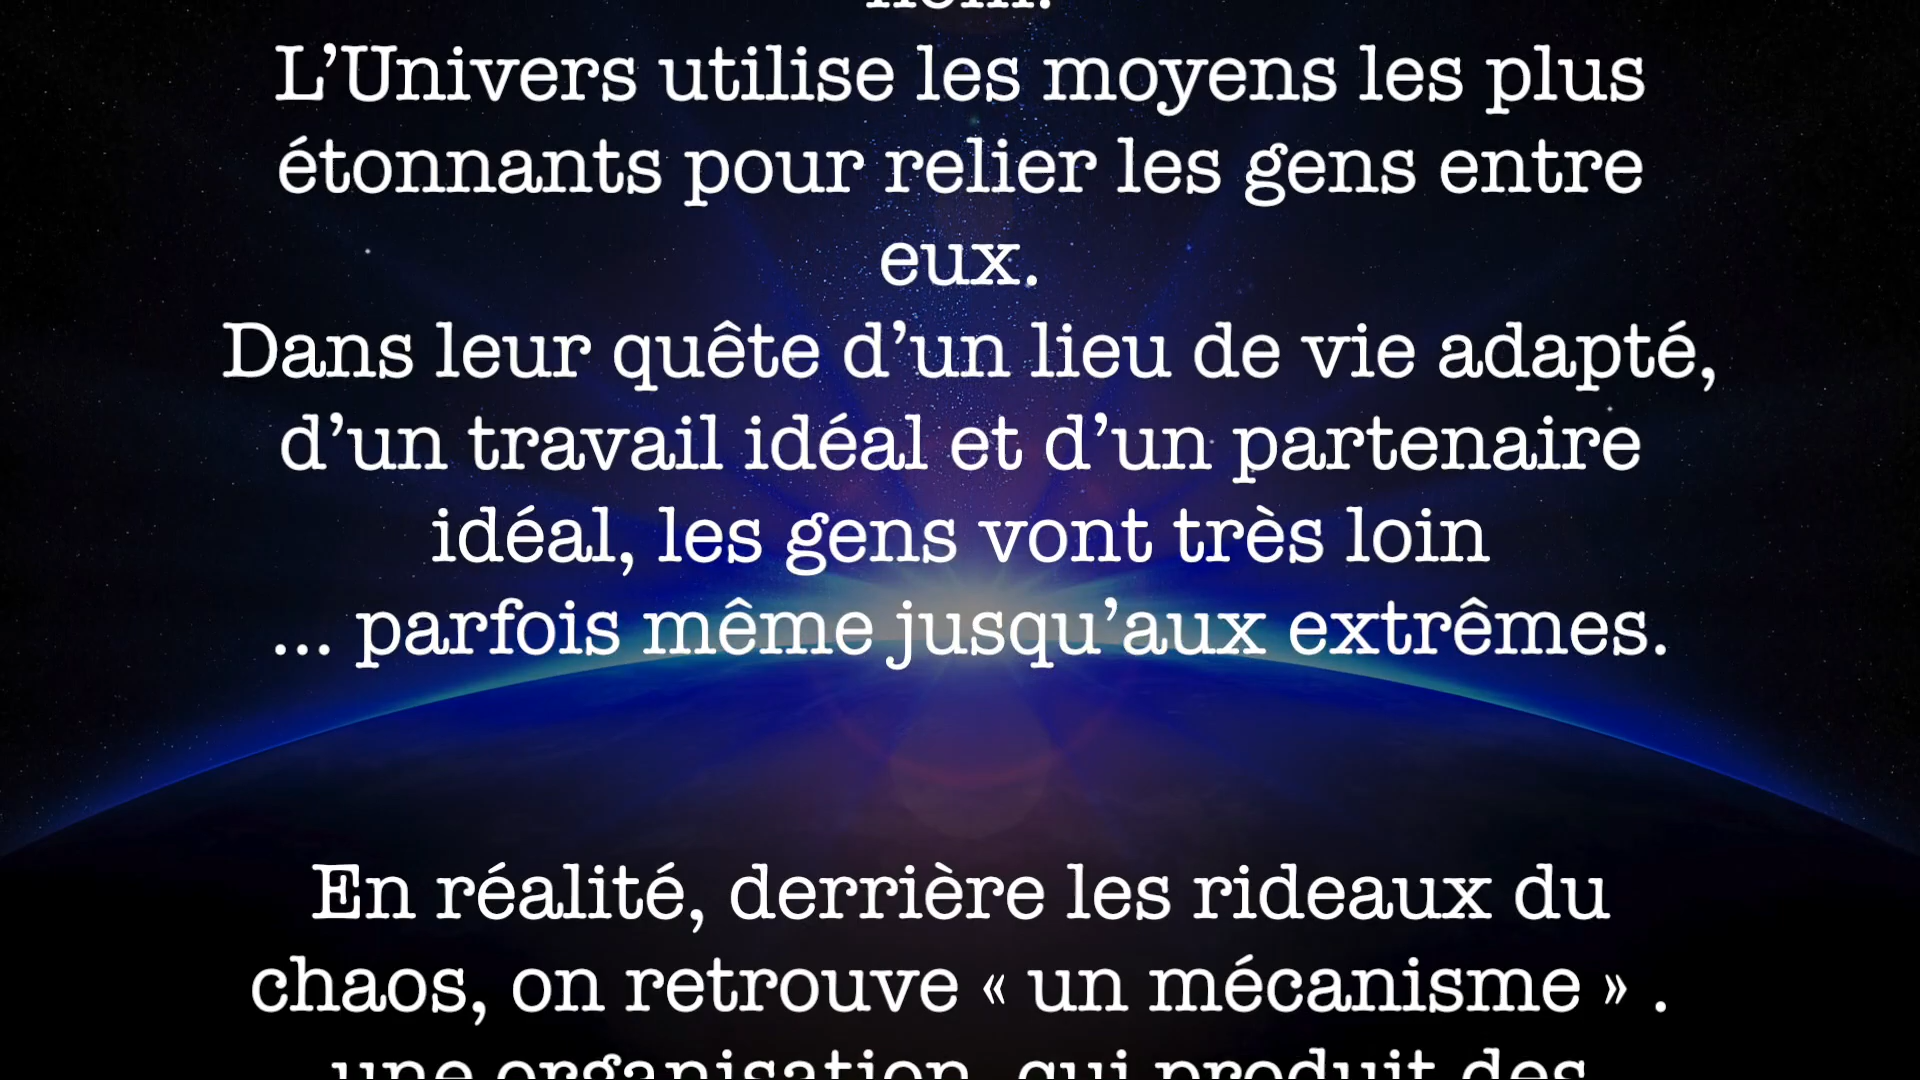 L’Univers utilise les moyens les plus
étonnants pour relier les gens entre
eux.
Dans leur quête d’un lieu de vie adapté,
d’un travail idéal et d’un partenaire
idéal, les gens vont très loin
... parfois même jusqu’aux extrêmes.
En réalité, derrière les rideaux du
chaos, on retrouve « un mécanisme » .
une organisation, qui produit des